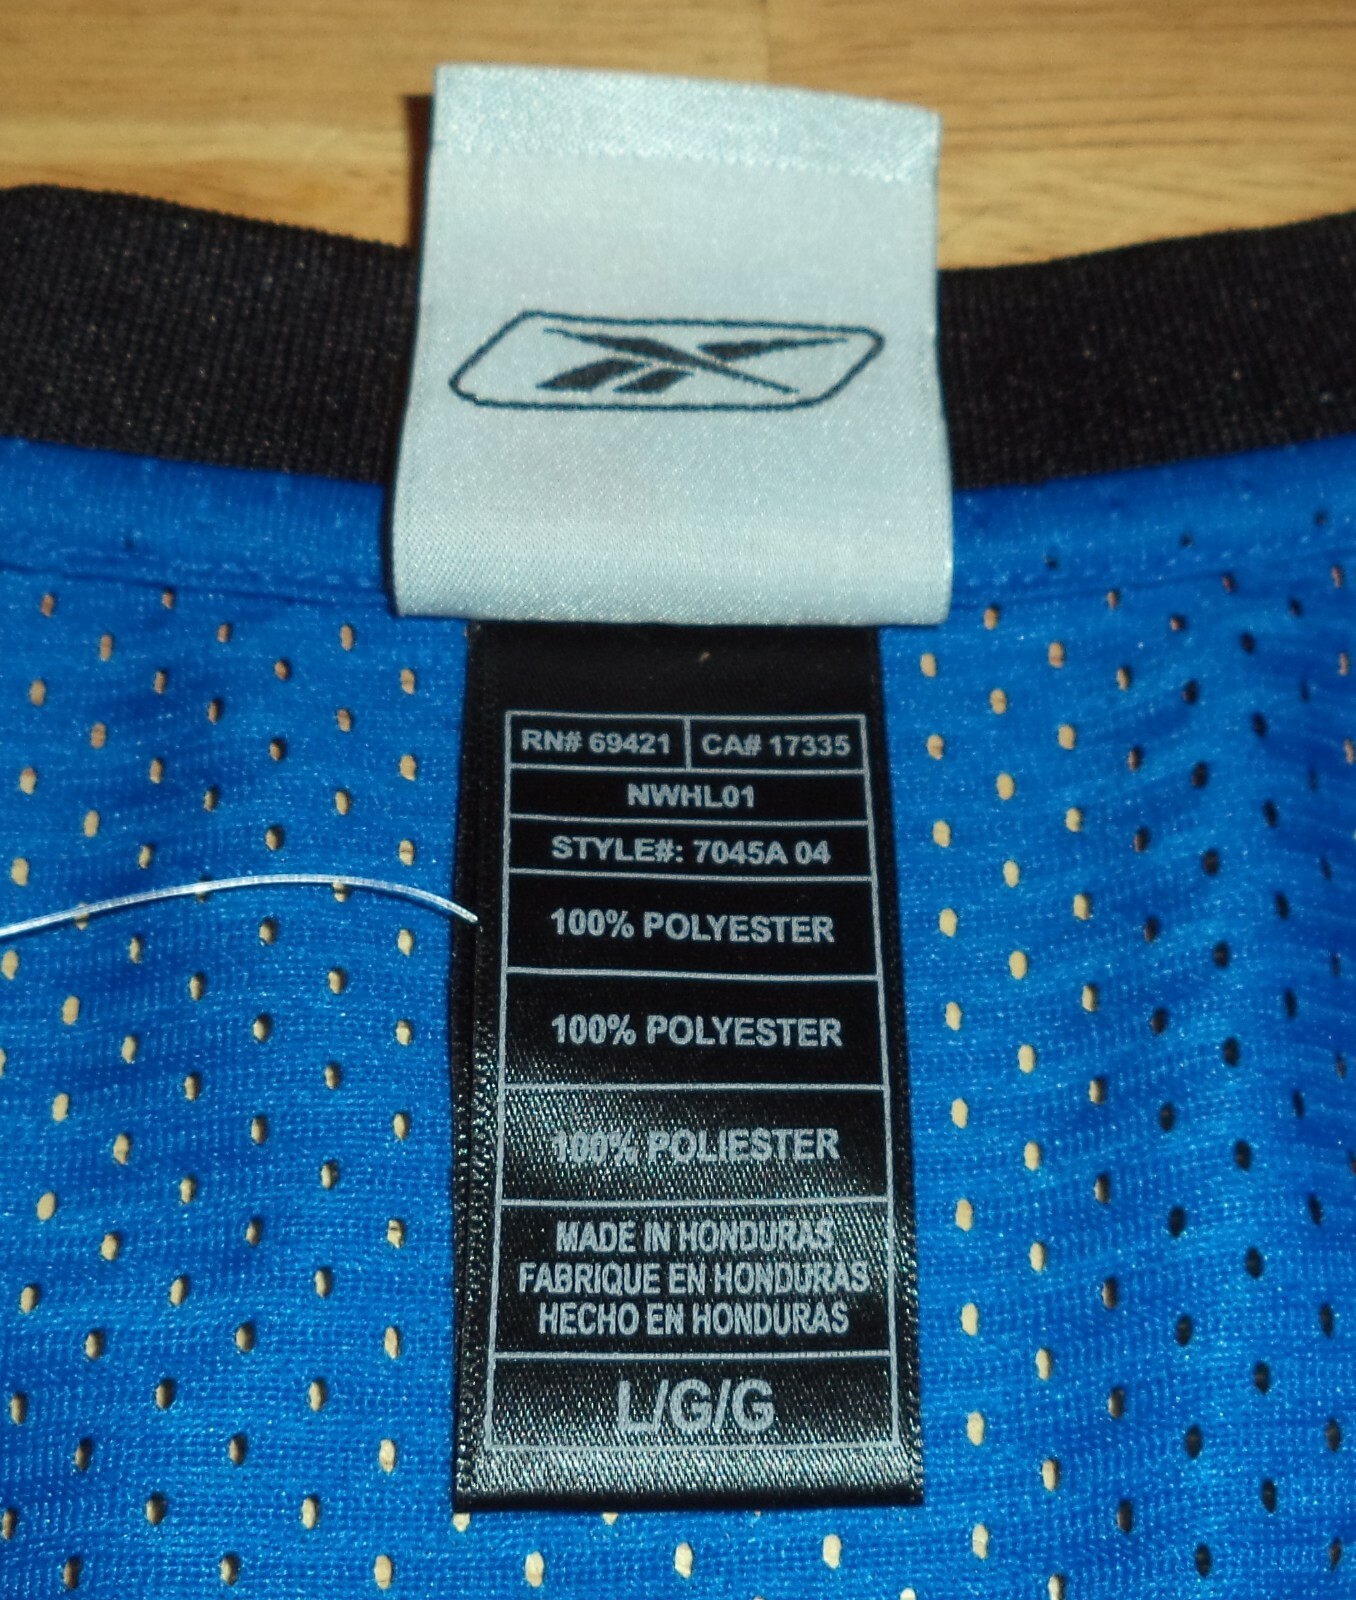 RN# 69421 CA# 17335
NWHL01
STYLE#: 7045A 04
100% POLYESTER
100% POLYESTER
100% POLIESTER
MADE IN HONDURAS
FABRIQUE EN HONDURAS
HECHO EN HONDURAS
L/G/G